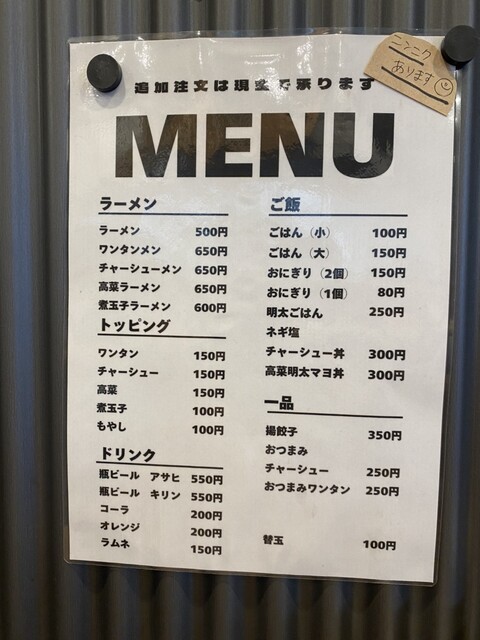 ニンニク
あります
追加注文は現金で承ります
MENU
ラーメン
ラーメン 500円
ワンタンメン 650円
チャーシューメン 650円
高菜ラーメン 650円
煮玉子ラーメン 600円
トッピング
ワンタン 150円
チャーシュー 150円
高菜 150円
煮玉子 100円
もやし 100円
ドリンク
瓶ビール アサヒ 550円
瓶ビール キリン 550円
コーラ 200円
オレンジ 200円
ラムネ 150円
ご飯
ごはん（小） 100円
ごはん（大） 150円
おにぎり（2個） 150円
おにぎり（1個） 80円
明太ごはん 250円
ネギ塩
チャーシュー丼 300円
高菜明太マヨ丼 300円
一品
揚餃子 350円
おつまみ
チャーシュー 250円
おつまみワンタン 250円
替玉 100円